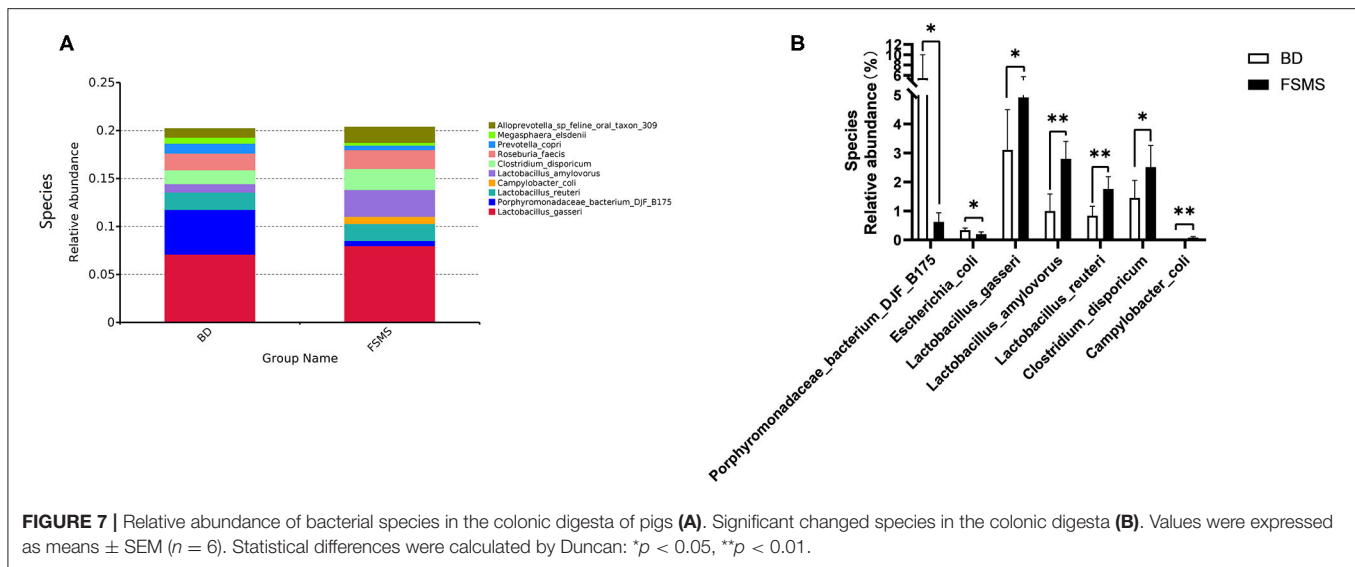 A
Species
Relative Abundance
0.25
0.2
0.15
0.1
0.05
0
BD
FSMS
Group Name
Alloprevotella_sp_feline_oral_taxon_309
Megasphaera_elsdenii
Prevotella_copri
Roseburia_faecis
Clostridium_disporicum
Lactobacillus_amylovorus
Campylobacter_coli
Lactobacillus_reuteri
Porphyromonadaceae_bacterium_DJF_B175
Lactobacillus_gasseri
B
Species
Relative abundance (%)
12
10
8
6
5
4
3
2
1
0
*
*
*
**
**
*
**
BD
FSMS
Porphyromonadaceae_bacterium_DJF_B175
Escherichia_coli
Lactobacillus_gasseri
Lactobacillus_amylovorus
Lactobacillus_reuteri
Clostridium_disporicum
Campylobacter_coli
FIGURE 7 | Relative abundance of bacterial species in the colonic digesta of pigs (A). Significant changed species in the colonic digesta (B). Values were expressed
as means ± SEM (n = 6). Statistical differences were calculated by Duncan: *p < 0.05, **p < 0.01.